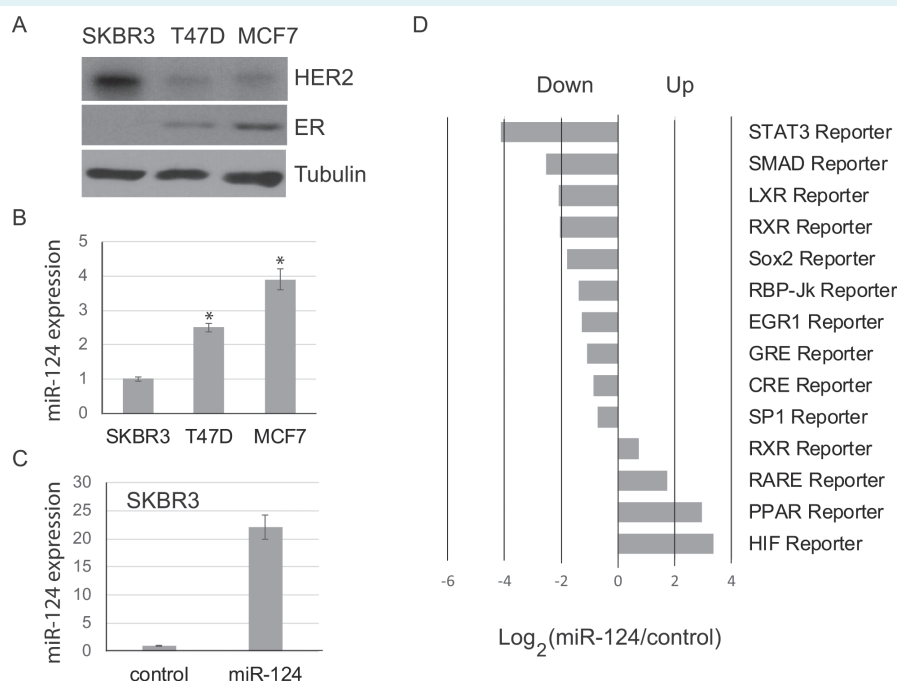 A
SKBR3 T47D MCF7
HER2
ER
Tubulin
B
miR-124 expression
5
4
3
2
1
0
* *
SKBR3 T47D MCF7
C
miR-124 expression
30
25
20
15
10
5
0
SKBR3
control miR-124
D
Down Up
STAT3 Reporter
SMAD Reporter
LXR Reporter
RXR Reporter
Sox2 Reporter
RBP-Jk Reporter
EGR1 Reporter
GRE Reporter
CRE Reporter
SP1 Reporter
RXR Reporter
RARE Reporter
PPAR Reporter
HIF Reporter
-6 -4 -2 0 2 4
Log2(miR-124/control)